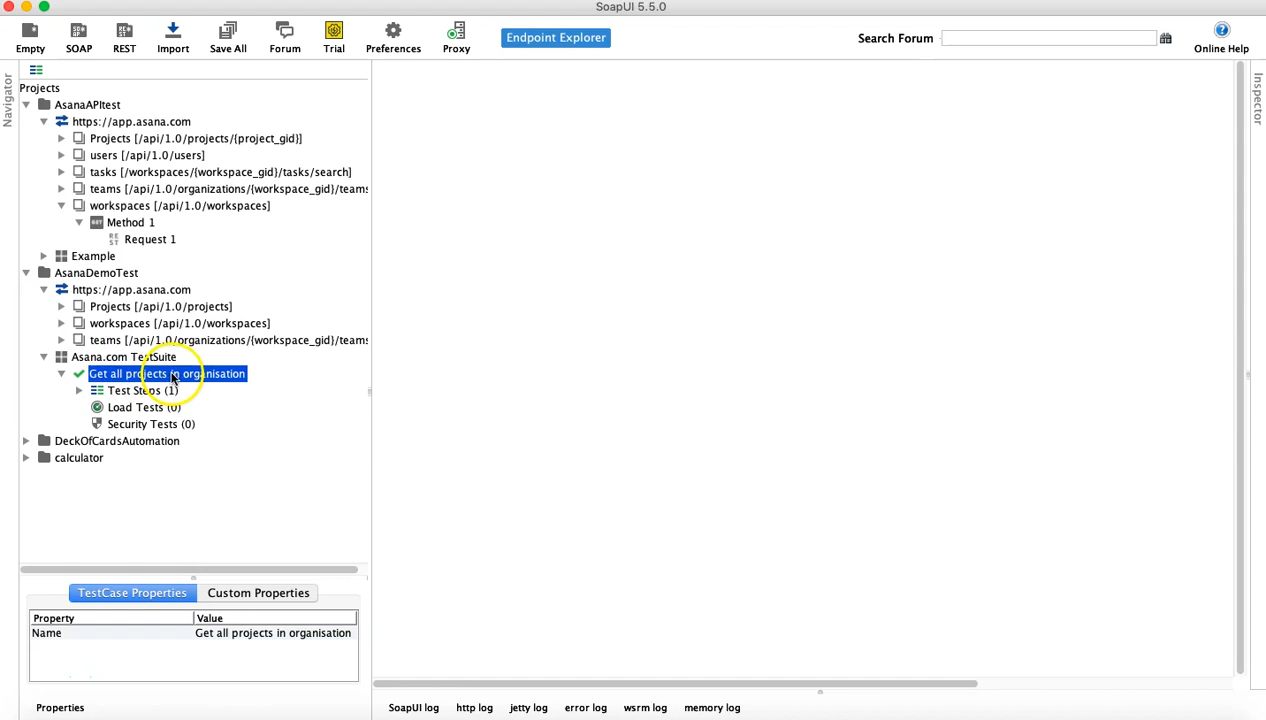 SoapUI 5.5.0
Empty
SOAP
REST
Import
Save All
Forum
Trial
Preferences
Proxy
Endpoint Explorer
Search Forum
Online Help
Navigator
Inspector
Projects
AsanaAPItest
https://app.asana.com
Projects [/api/1.0/projects/{project_gid}]
users [/api/1.0/users]
tasks [/workspaces/{workspace_gid}/tasks/search]
teams [/api/1.0/organizations/{workspace_gid}/teams
workspaces [/api/1.0/workspaces]
Method 1
Request 1
Example
AsanaDemoTest
https://app.asana.com
Projects [/api/1.0/projects]
workspaces [/api/1.0/workspaces]
teams [/api/1.0/organizations/{workspace_gid}/teams
Asana.com TestSuite
Get all projects in organisation
Test Steps (1)
Load Tests (0)
Security Tests (0)
DeckOfCardsAutomation
calculator
TestCase Properties
Custom Properties
Property Value
Name Get all projects in organisation
Properties
SoapUI log http log jetty log error log wsrm log memory log